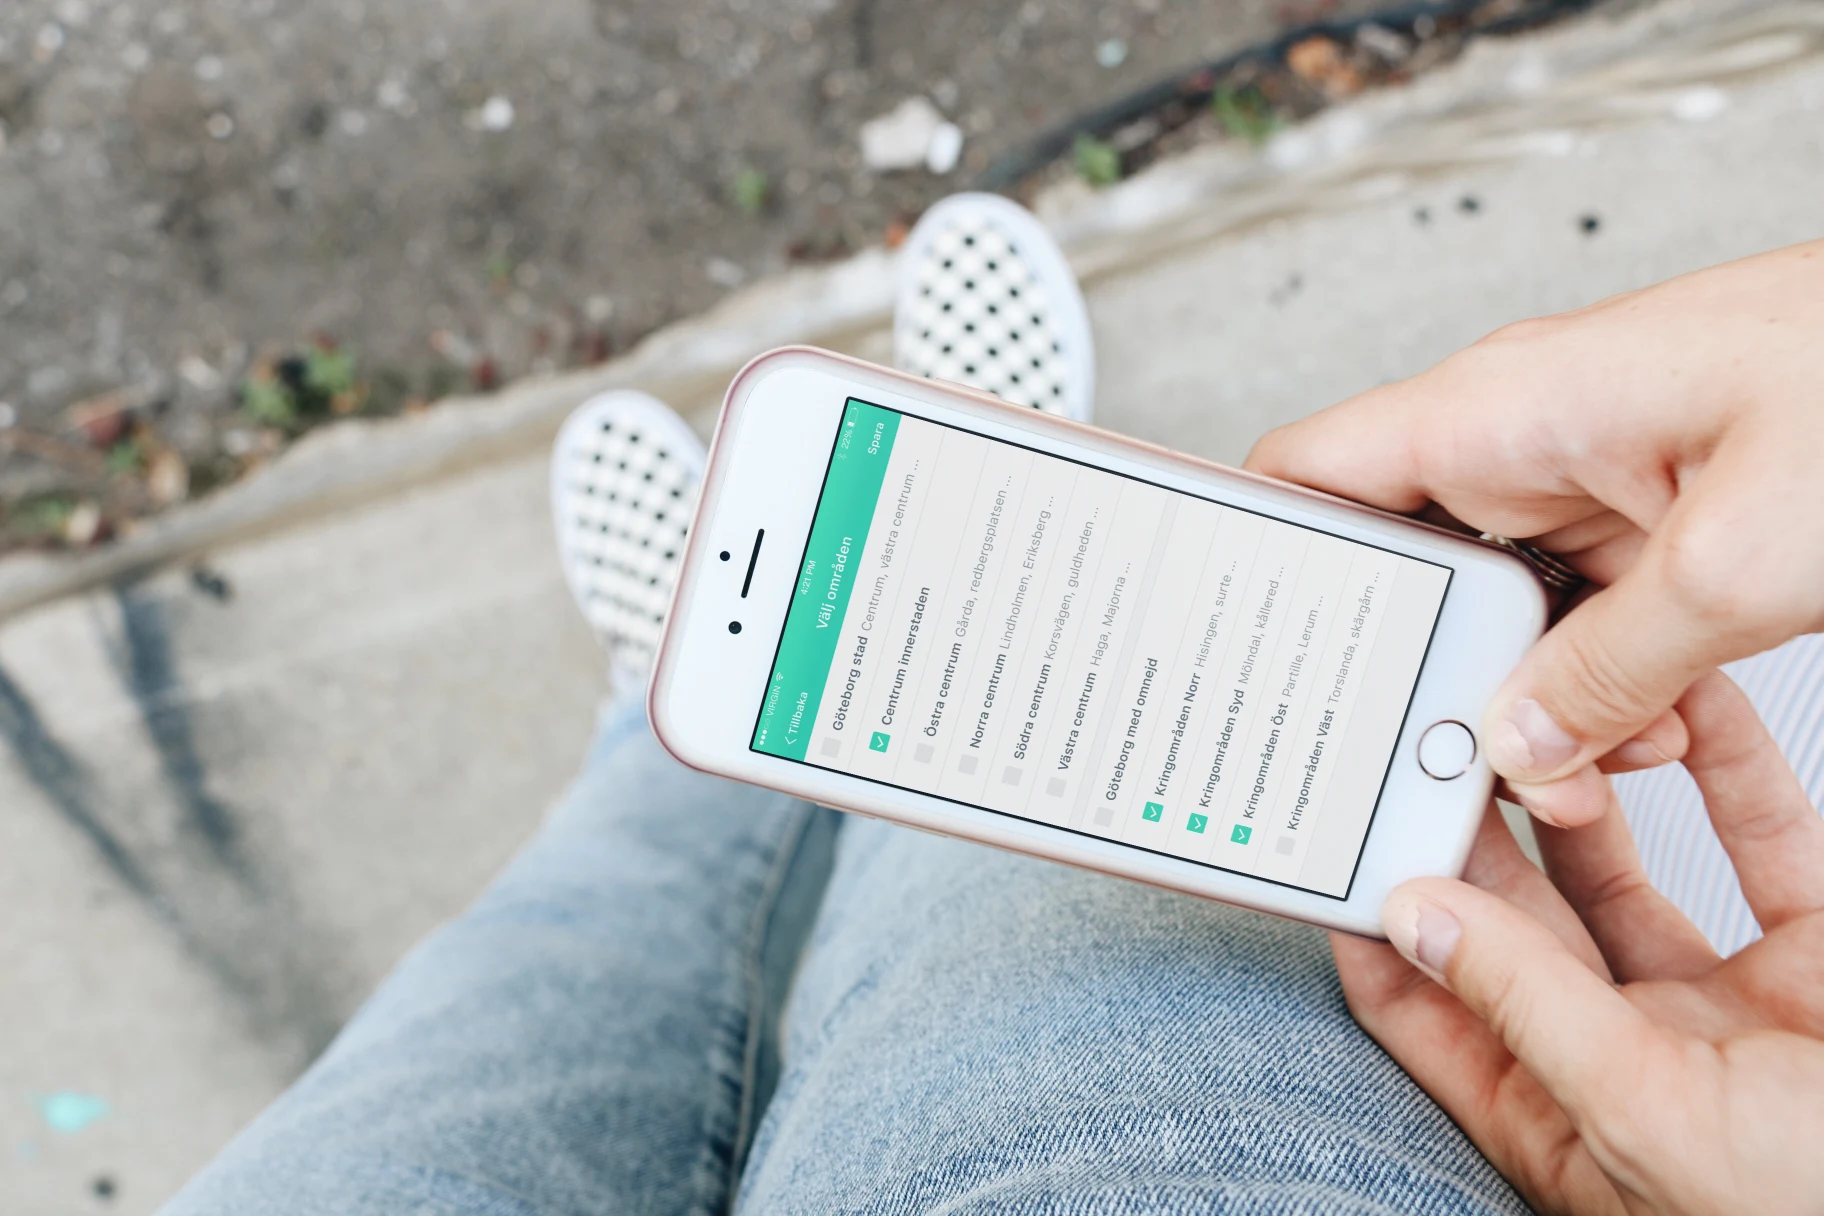 VIRGIN 4:21 PM 22%
Tillbaka Välj områden Spara
Göteborg stad Centrum, västra centrum ...
Centrum innerstaden
Östra centrum Gårda, redbergsplatsen ...
Norra centrum Lindholmen, Eriksberg ...
Södra centrum Korsvägen, guldheden ...
Västra centrum Haga, Majorna ...
Göteborg med omnejd
Kringområden Norr Hisingen, surte ...
Kringområden Syd Mölndal, kållered ...
Kringområden Öst Partille, Lerum ...
Kringområden Väst Torslanda, skärgårn ...